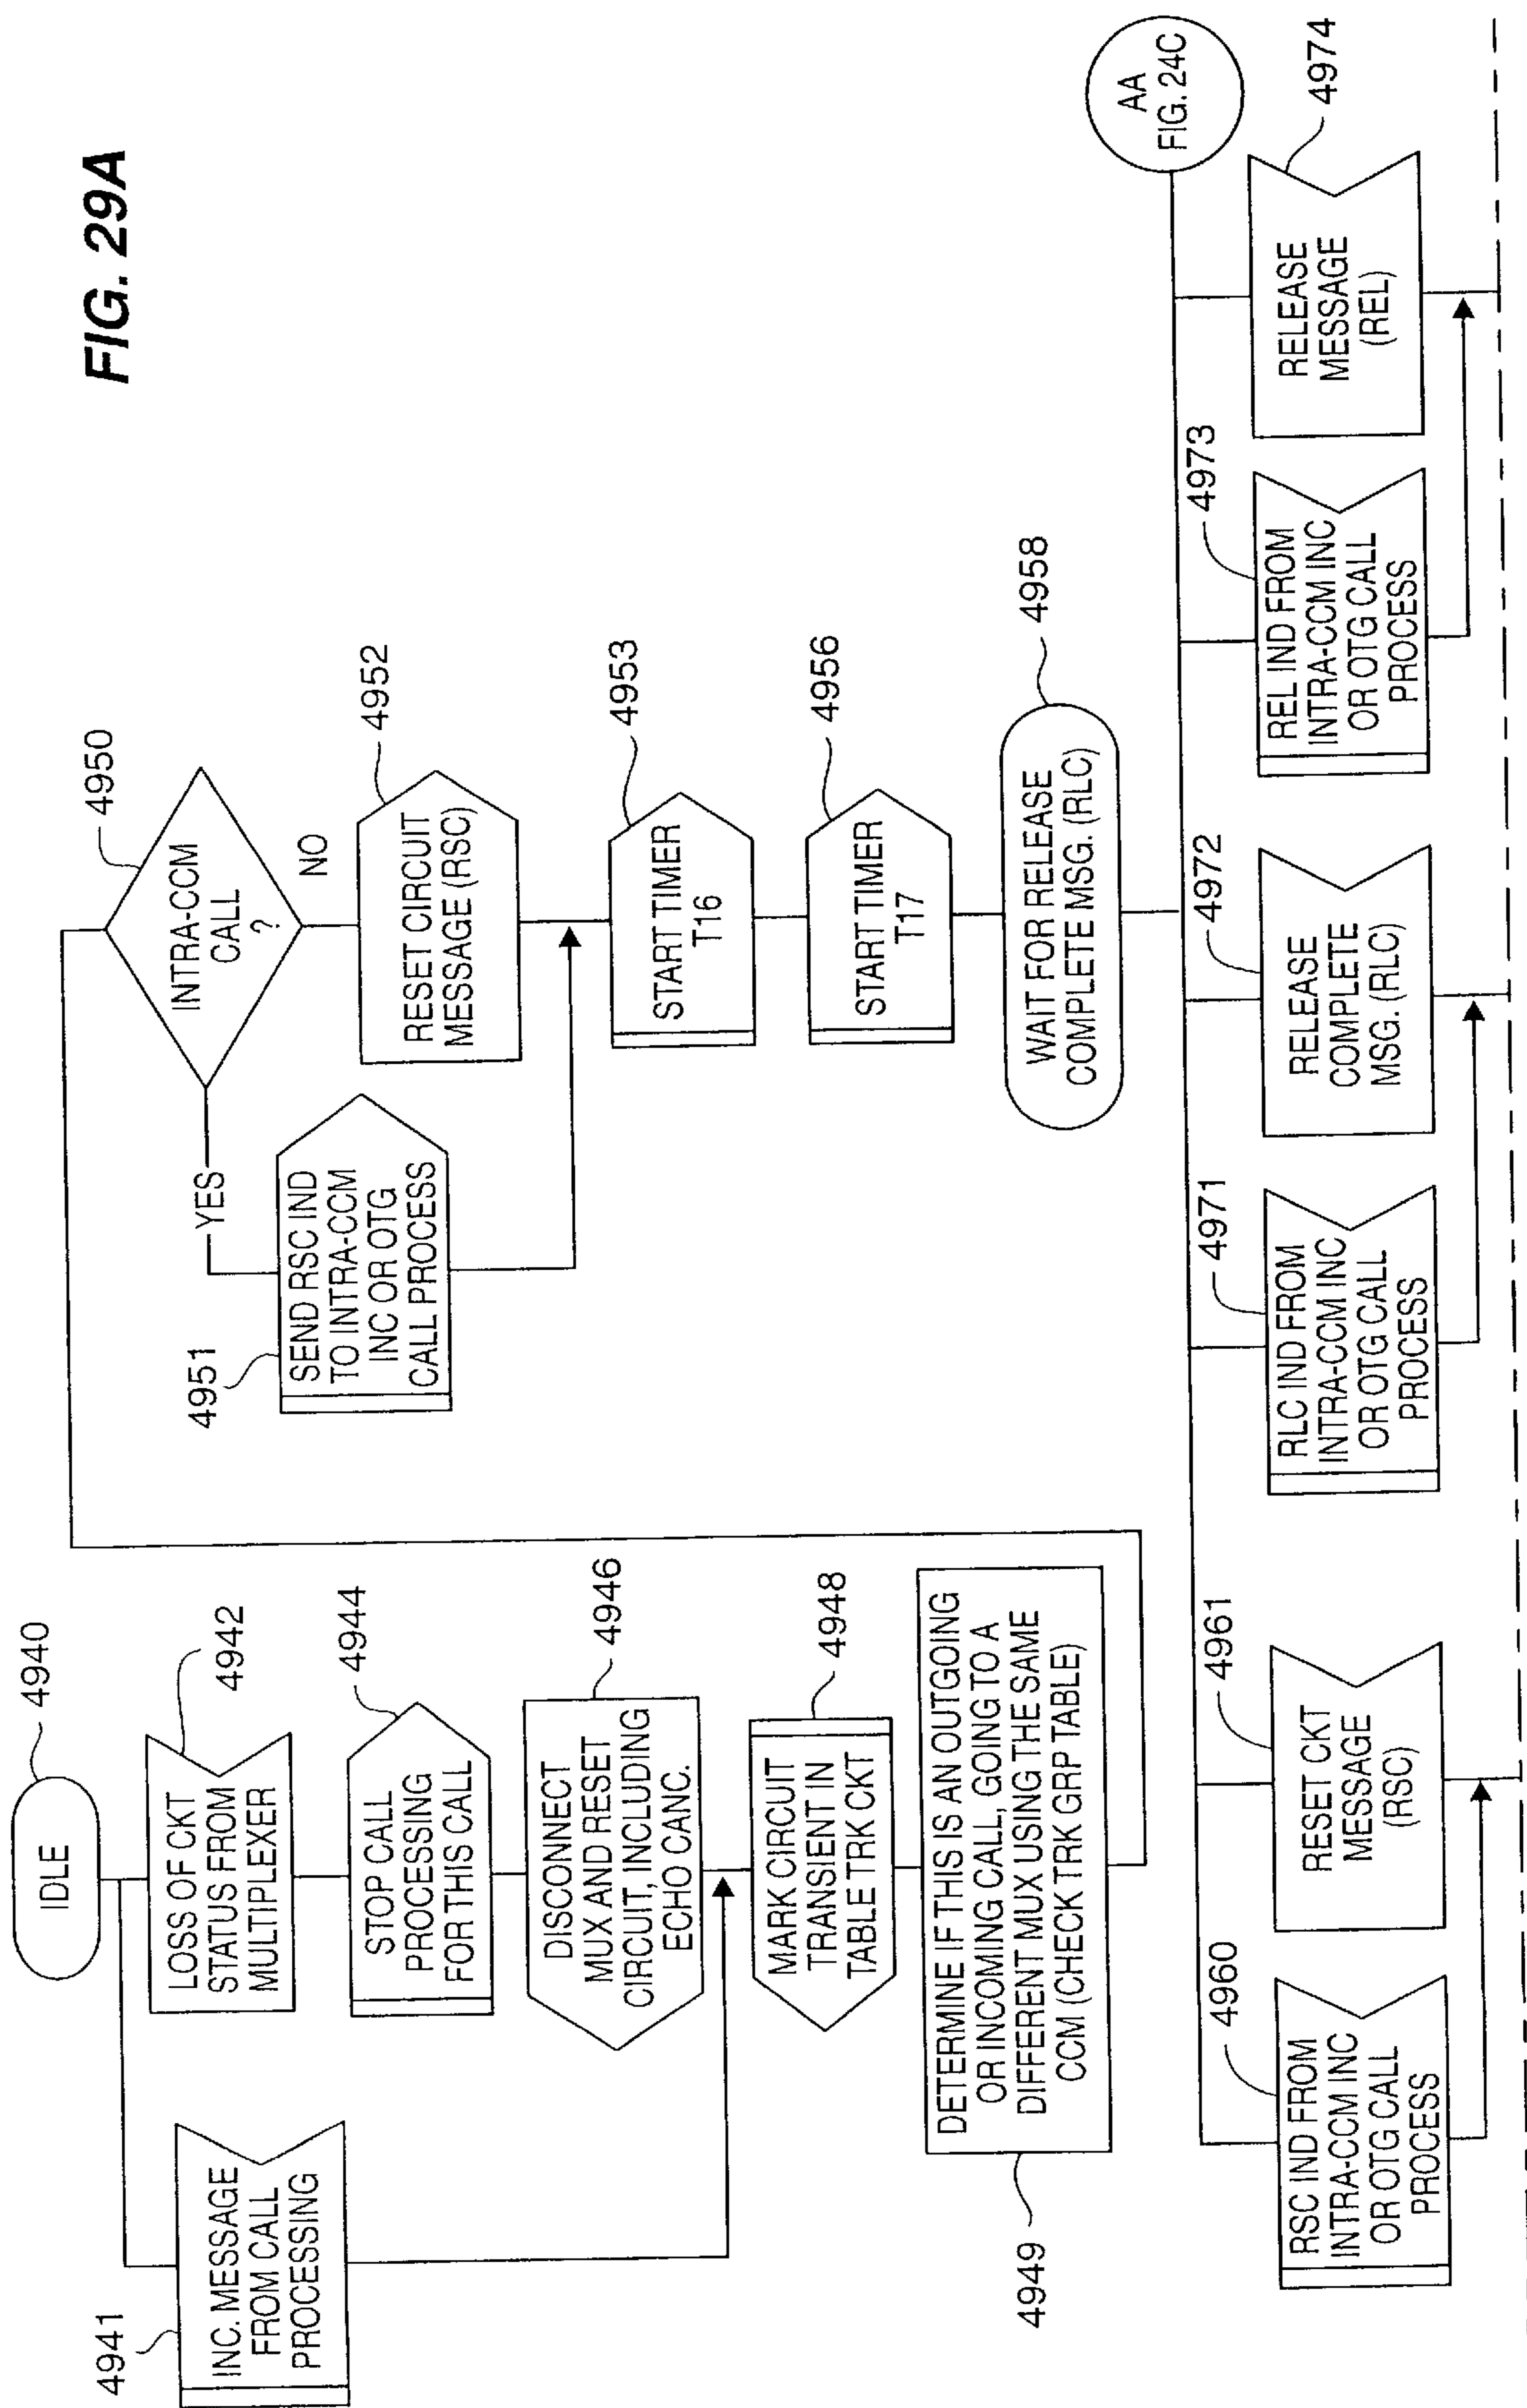 FIG. 29A
IDLE
4940
INC. MESSAGE
FROM CALL
PROCESSING
4941
LOSS OF CKT
STATUS FROM
MULTIPLEXER
4942
STOP CALL
PROCESSING
FOR THIS CALL
4944
DISCONNECT
MUX AND RESET
CIRCUIT, INCLUDING
ECHO CANC.
4946
MARK CIRCUIT
TRANSIENT IN
TABLE TRK CKT
4948
DETERMINE IF THIS IS AN OUTGOING
OR INCOMING CALL, GOING TO A
DIFFERENT MUX USING THE SAME
CCM (CHECK TRK GRP TABLE)
4949
INTRA-CCM
CALL
?
4950
YES
NO
SEND RSC IND
TO INTRA-CCM
INC OR OTG
CALL PROCESS
4951
RESET CIRCUIT
MESSAGE (RSC)
4952
START TIMER
T16
4953
START TIMER
T17
4956
WAIT FOR RELEASE
COMPLETE MSG. (RLC)
4958
AA
FIG. 24C
RSC IND FROM
INTRA-CCM INC
OR OTG CALL
PROCESS
4960
RESET CKT
MESSAGE
(RSC)
4961
RLC IND FROM
INTRA-CCM INC
OR OTG CALL
PROCESS
4971
RELEASE
COMPLETE
MSG. (RLC)
4972
REL IND FROM
INTRA-CCM INC
OR OTG CALL
PROCESS
4973
RELEASE
MESSAGE
(REL)
4974